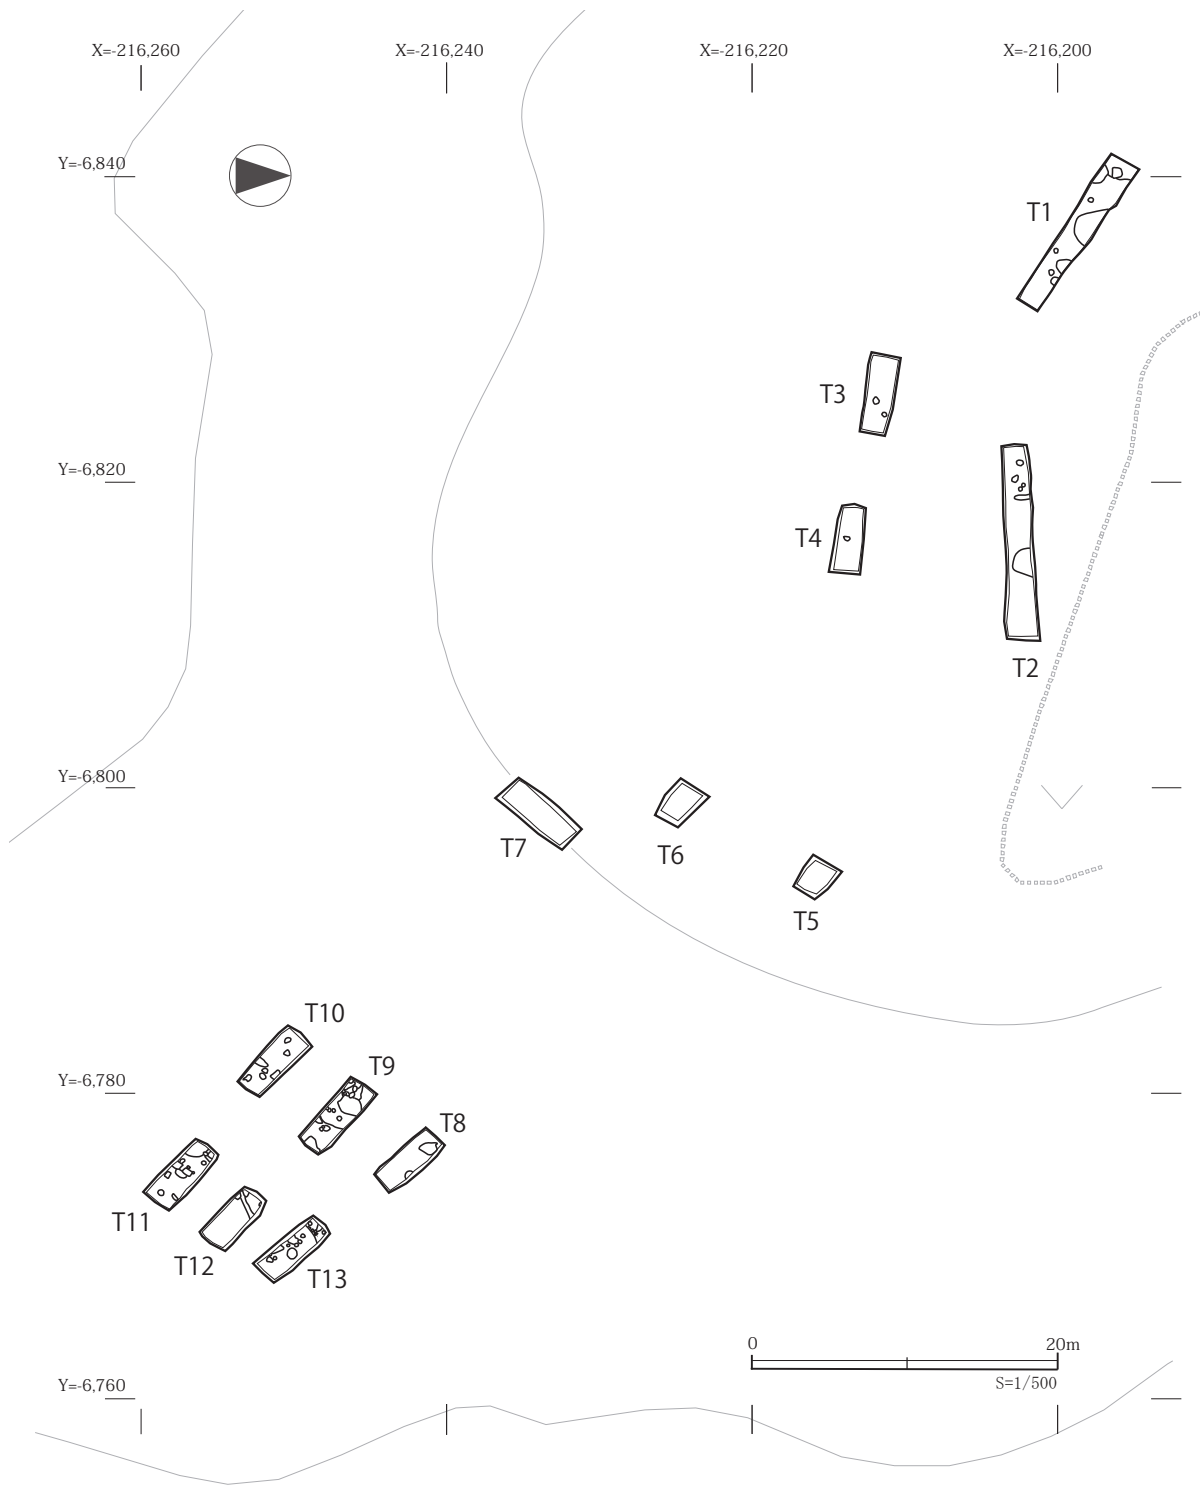 X=-216,260
X=-216,240
X=-216,220
X=-216,200
Y=-6,840
T1
T3
Y=-6,820
T4
T2
Y=-6,800
T7
T6
T5
T10
T9
Y=-6,780
T8
T11
T12
T13
0
20m
S=1/500
Y=-6,760